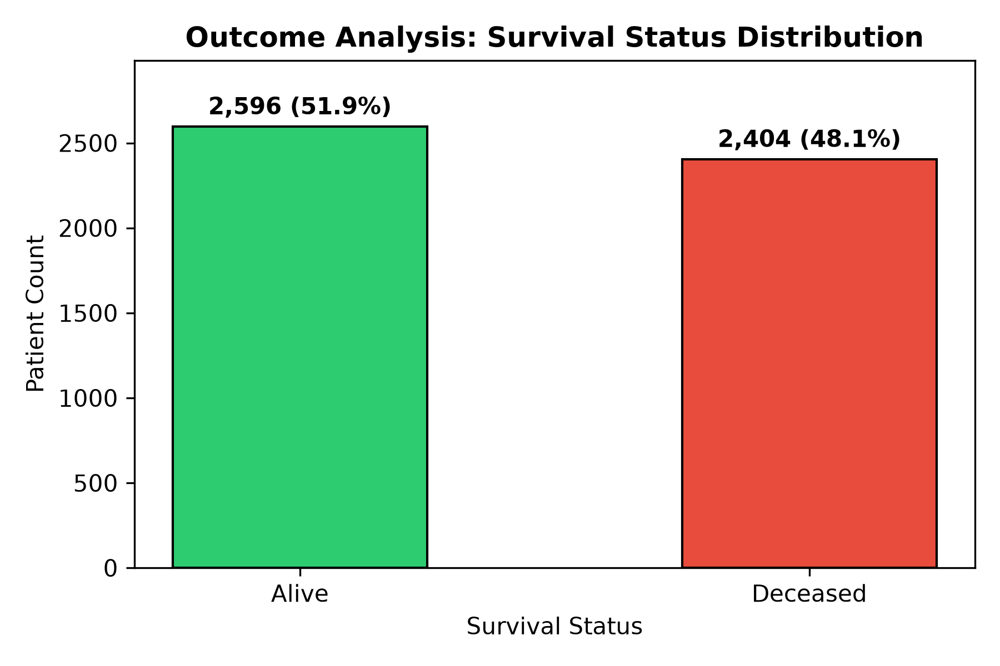 Outcome Analysis: Survival Status Distribution
2,596 (51.9%)
2,404 (48.1%)
2500
2000
1500
1000
500
0
Patient Count
Alive
Deceased
Survival Status